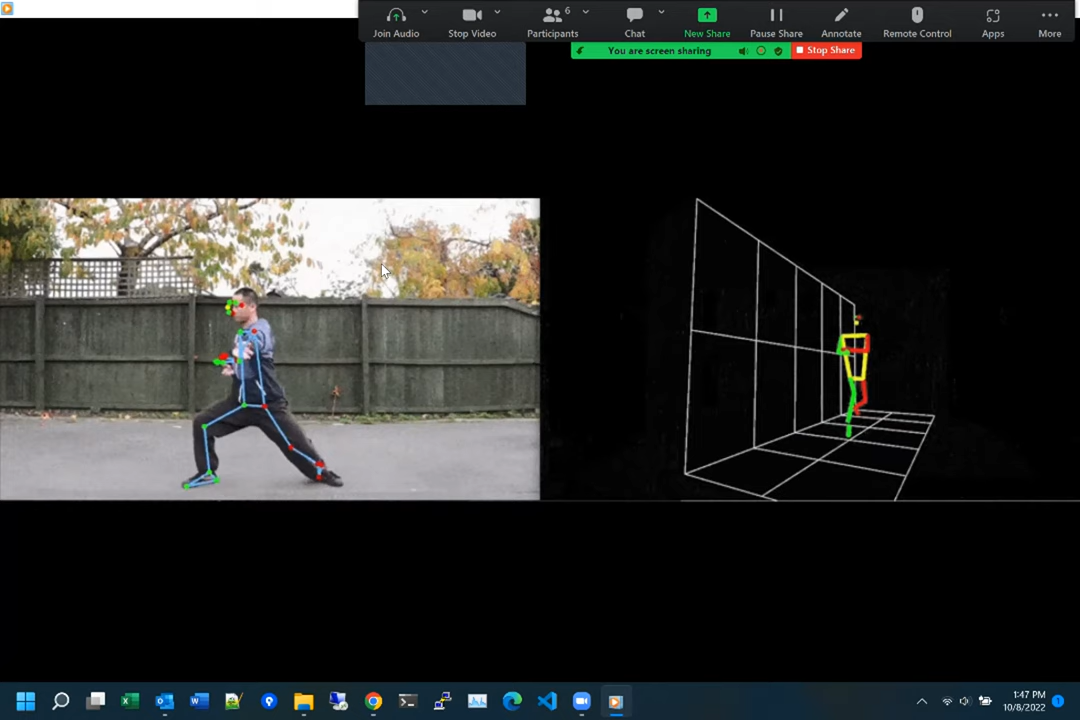 6
Join Audio Stop Video Participants Chat New Share Pause Share Annotate Remote Control Apps More
You are screen sharing Stop Share
1:47 PM
10/8/2022
1